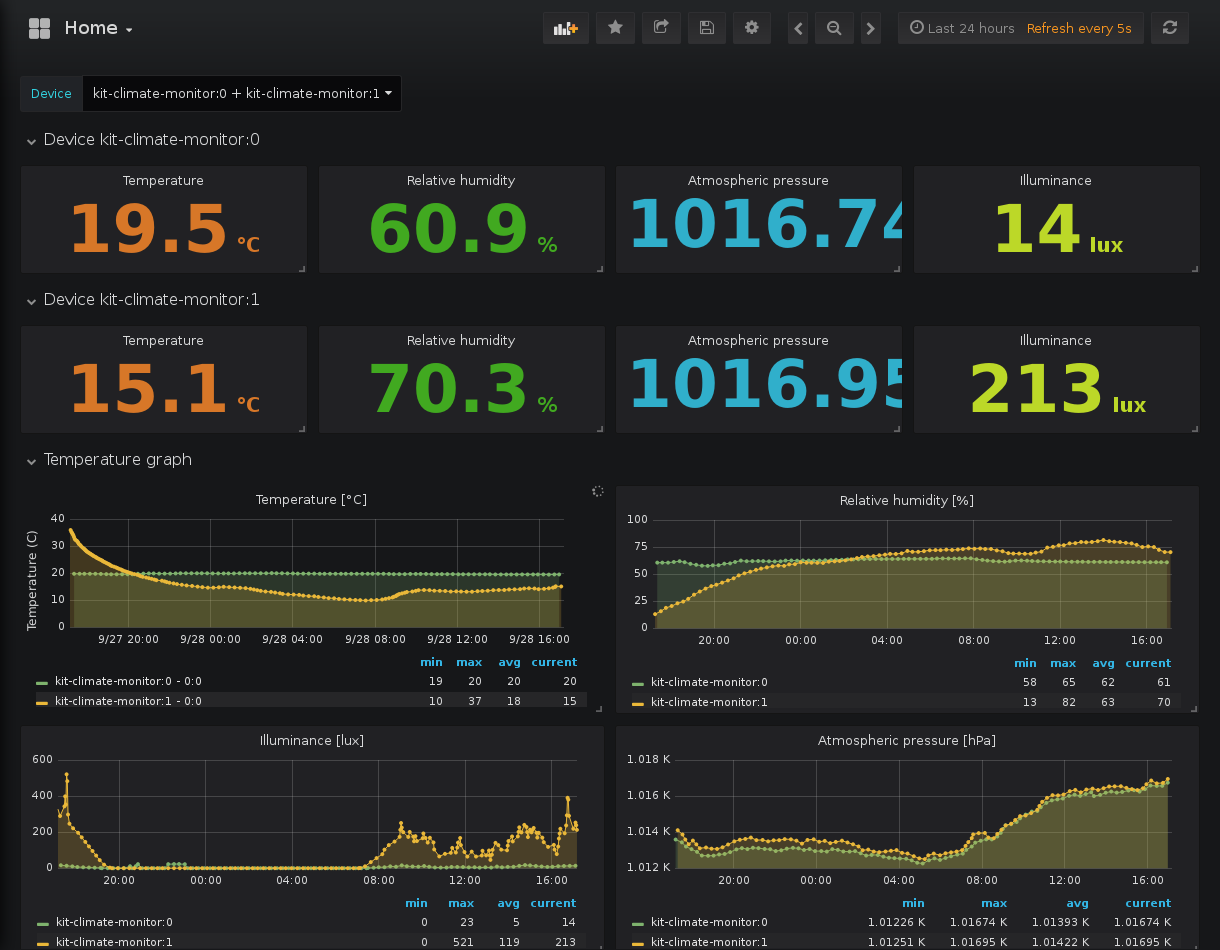 Home
Last 24 hours Refresh every 5s
Device kit-climate-monitor:0 + kit-climate-monitor:1
Device kit-climate-monitor:0
Temperature Relative humidity Atmospheric pressure Illuminance
19.5 °C 60.9 % 1016.74 14 lux
Device kit-climate-monitor:1
Temperature Relative humidity Atmospheric pressure Illuminance
15.1 °C 70.3 % 1016.95 213 lux
Temperature graph
Temperature [°C]
Temperature (C)
40
30
20
10
0
9/27 20:00 9/28 00:00 9/28 04:00 9/28 08:00 9/28 12:00 9/28 16:00
min max avg current
kit-climate-monitor:0 - 0:0 19 20 20 20
kit-climate-monitor:1 - 0:0 10 37 18 15
Relative humidity [%]
100
75
50
25
0
20:00 00:00 04:00 08:00 12:00 16:00
min max avg current
kit-climate-monitor:0 58 65 62 61
kit-climate-monitor:1 13 82 63 70
Illuminance [lux]
600
400
200
0
20:00 00:00 04:00 08:00 12:00 16:00
min max avg current
kit-climate-monitor:0 0 23 5 14
kit-climate-monitor:1 0 521 119 213
Atmospheric pressure [hPa]
1.018 K
1.016 K
1.014 K
1.012 K
20:00 00:00 04:00 08:00 12:00 16:00
min max avg current
kit-climate-monitor:0 1.01226 K 1.01674 K 1.01393 K 1.01674 K
kit-climate-monitor:1 1.01251 K 1.01695 K 1.01422 K 1.01695 K